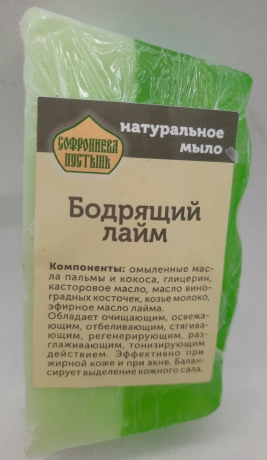 натуральное
мыло
СОФРОНИЕВА
ПУСТЫНЬ
Бодрящий
лайм
Компоненты: омыленные мас-
ла пальмы и кокоса, глицерин,
касторовое масло, масло вино-
градных косточек, козье молоко,
эфирное масло лайма.
Обладает очищающим, освежа-
ющим, отбеливающим, стягива-
ющим, регенерирующим, раз-
глаживающим, тонизирующим
действием. Эффективно при
жирной коже и при акне. Балан-
сирует выделение кожного сала.